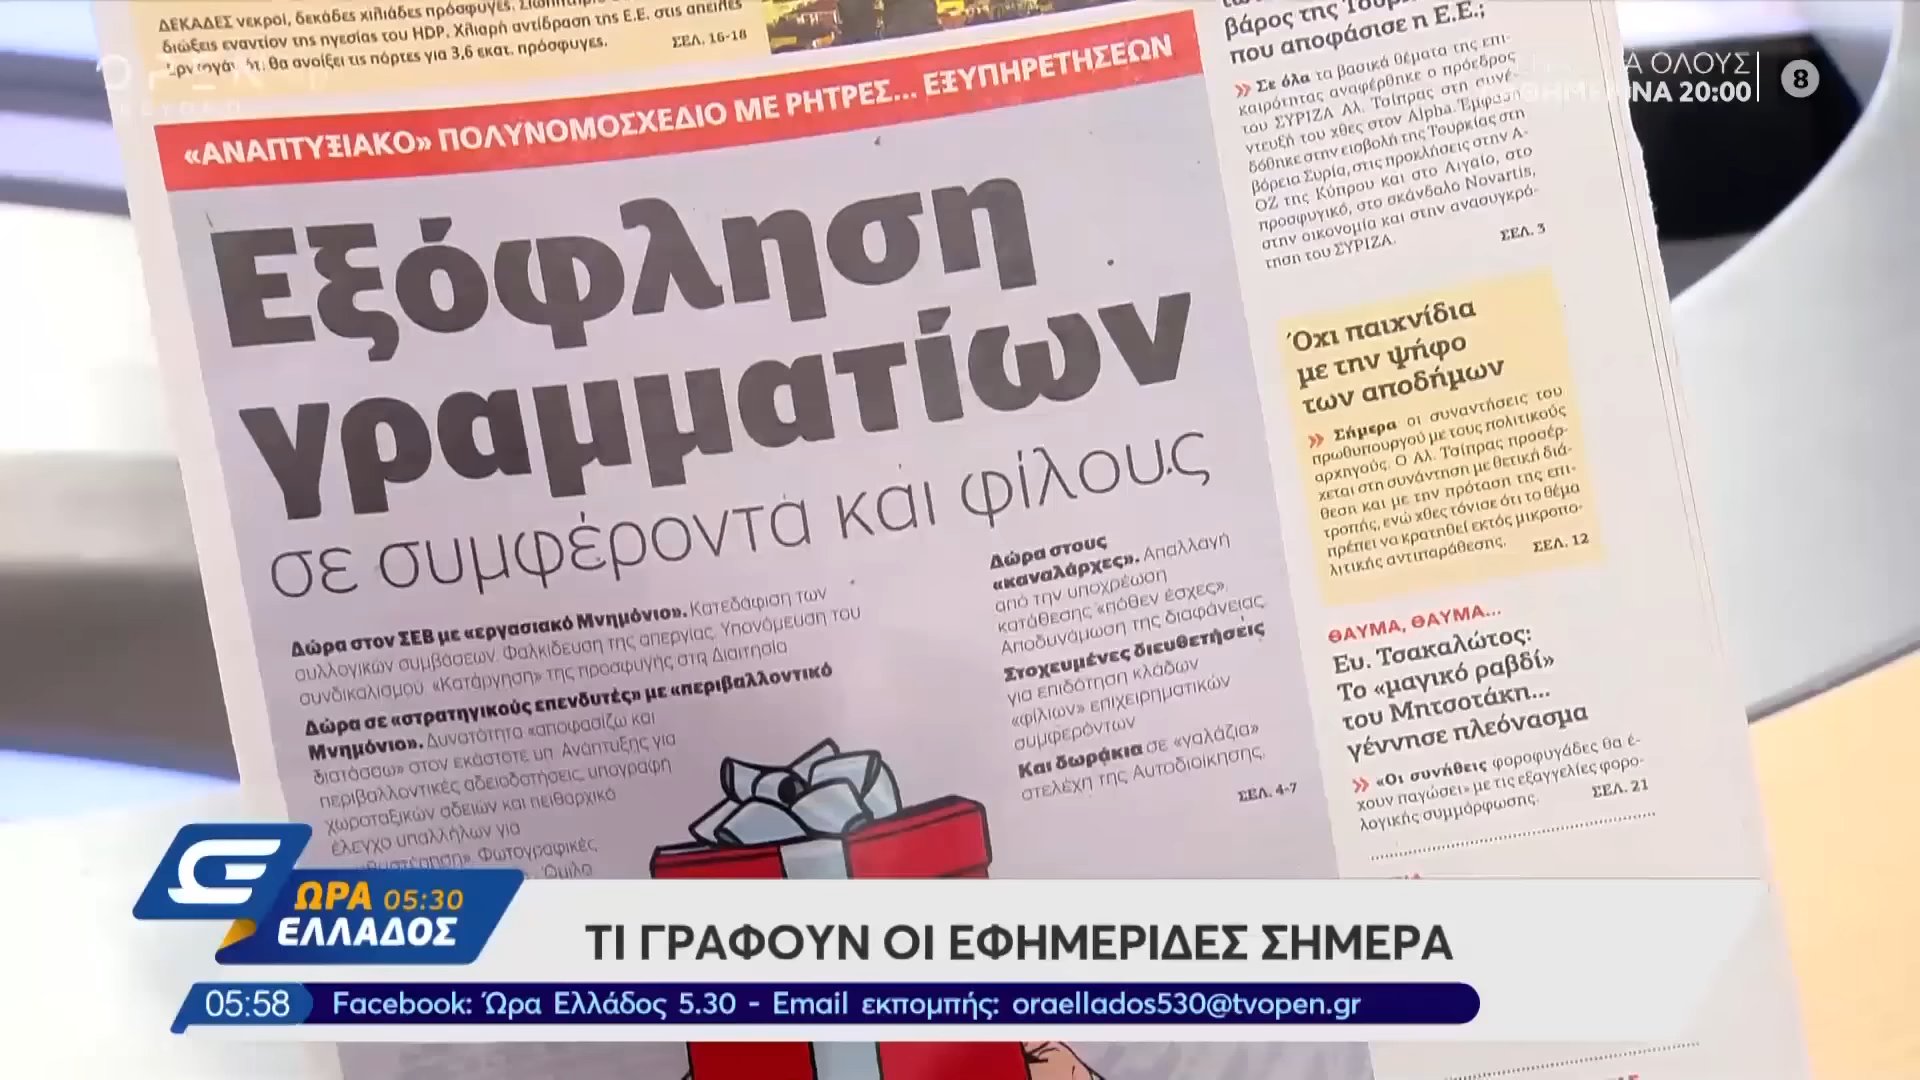 ΔΕΚΑΔΕΣ νεκροί, δεκάδες χιλιάδες πρόσφυγες.
διώξεις εναντίον της ηγεσίας του HDP. Χλιαρή αντίδραση της Ε.Ε. στις απειλές
θα ανοίξει τις πόρτες για 3,6 εκατ. πρόσφυγες.
ΣΕΛ. 16-18
«ΑΝΑΠΤΥΞΙΑΚΟ» ΠΟΛΥΝΟΜΟΣΧΕΔΙΟ ΜΕ ΡΗΤΡΕΣ... ΕΞΥΠΗΡΕΤΗΣΕΩΝ
Εξόφληση
γραμματίων
σε συμφέροντα και φίλους
Δώρα στον ΣΕΒ με «εργασιακό Μνημόνιο». Κατεδάφιση των
συλλογικών συμβάσεων. Φαλκίδευση της απεργίας. Υπονόμευση του
συνδικαλισμού. «Κατάργηση» της προσφυγής στη Διαιτησία
Δώρα σε «στρατηγικούς επενδυτές» με «περιβαλλοντικό
Μνημόνιο». Δυνατότητα «αποφασίζω και
διατάσσω» στον εκάστοτε υπ. Ανάπτυξης για
περιβαλλοντικές αδειοδοτήσεις, υπογραφή
χωροταξικών αδειών και πειθαρχικό
έλεγχο υπαλλήλων για
Φωτογραφικές
Δώρα στους
«καναλάρχες». Απαλλαγή
από την υποχρέωση
κατάθεσης «πόθεν έσχες».
Αποδυνάμωση της διαφάνειας.
Στοχευμένες διευθετήσεις
για επιδότηση κλάδων
«φίλιων» επιχειρηματικών
συμφερόντων
Και δωράκια σε «γαλάζια»
στελέχη της Αυτοδιοίκησης.
ΣΕΛ. 4-7
βάρος της
που αποφάσισε η Ε.Ε.;
» Σε όλα τα βασικά θέματα της επι-
καιρότητας αναφέρθηκε ο πρόεδρος
του ΣΥΡΙΖΑ Αλ. Τσίπρας στη συνέ-
ντευξή του χθες στον Alpha. Έμφαση
δόθηκε στην εισβολή της Τουρκίας στη
βόρεια Συρία, στις προκλήσεις στην Α-
ΟΖ της Κύπρου και στο Αιγαίο, στο
προσφυγικό, στο σκάνδαλο Novartis,
στην οικονομία και στην ανασυγκρό-
τηση του ΣΥΡΙΖΑ.
ΣΕΛ. 3
Όχι παιχνίδια
με την ψήφο
των αποδήμων
» Σήμερα οι συναντήσεις του
πρωθυπουργού με τους πολιτικούς
αρχηγούς. Ο Αλ. Τσίπρας προσέρ-
χεται στη συνάντηση με θετική διά-
θεση και με την πρόταση της επι-
τροπής, ενώ χθες τόνισε ότι το θέμα
πρέπει να κρατηθεί εκτός μικροπο-
λιτικής αντιπαράθεσης.
ΣΕΛ. 12
ΘΑΥΜΑ, ΘΑΥΜΑ...
Ευ. Τσακαλώτος:
Το «μαγικό ραβδί»
του Μητσοτάκη...
γέννησε πλεόνασμα
» «Οι συνήθεις φοροφυγάδες θα έ-
χουν παγώσει» με τις εξαγγελίες φορο-
λογικής συμμόρφωσης.
ΣΕΛ. 21
ΟΛΟΥΣ
20:00
8
ΩΡΑ 05:30
ΕΛΛΑΔΟΣ
ΤΙ ΓΡΑΦΟΥΝ ΟΙ ΕΦΗΜΕΡΙΔΕΣ ΣΗΜΕΡΑ
05:58
Facebook: Ώρα Ελλάδος 5.30 - Email εκπομπής: oraellados530@tvopen.gr